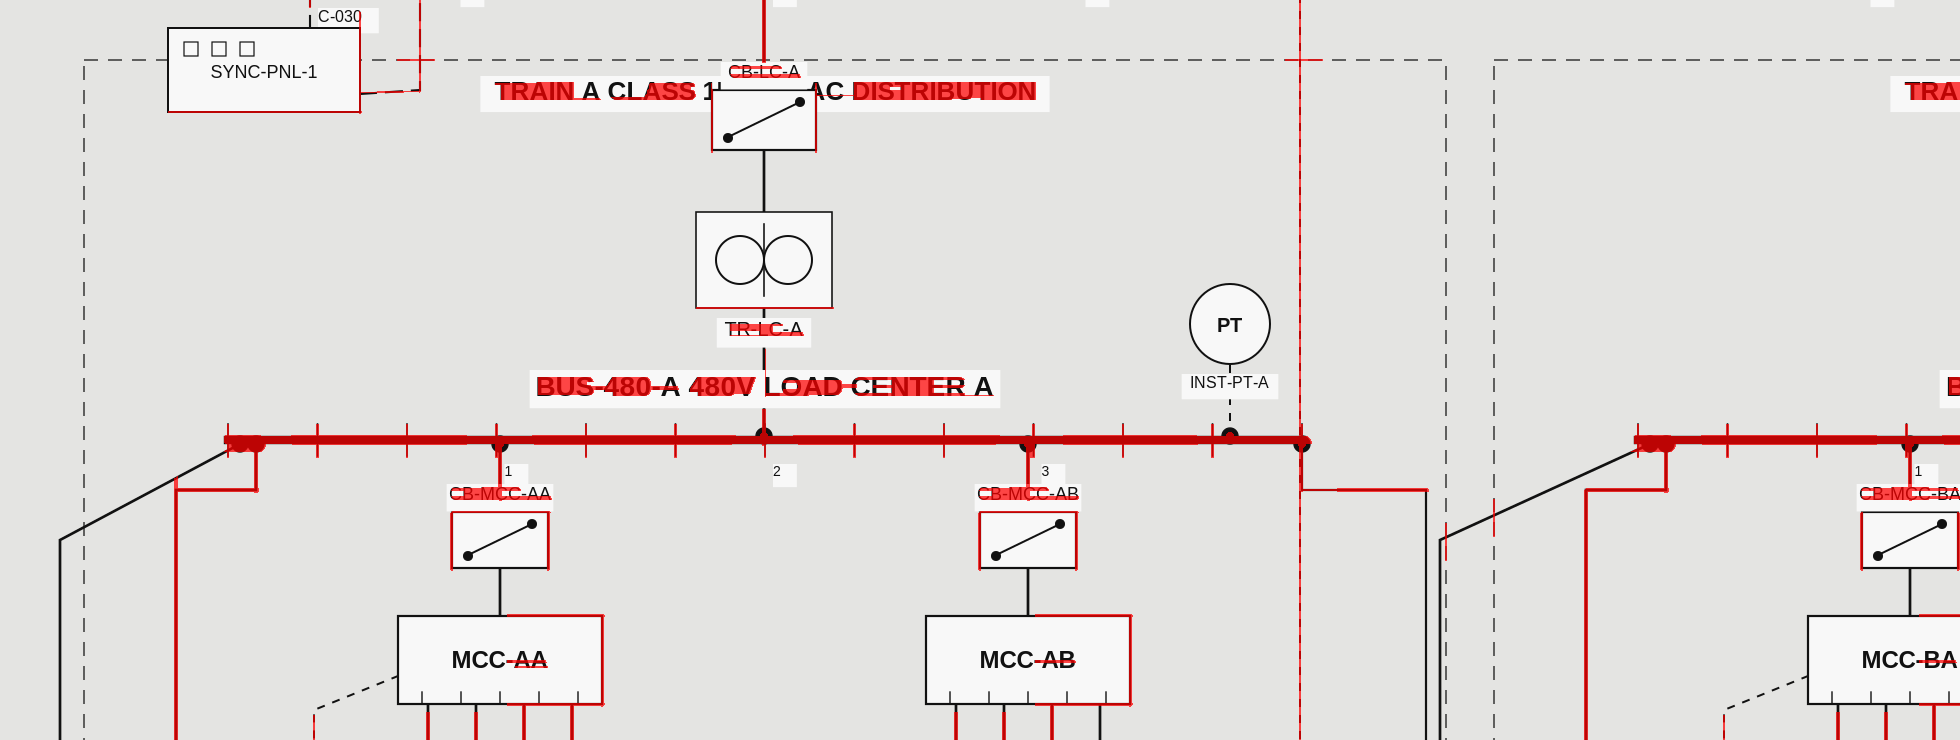 C-030
SYNC-PNL-1
CB-LC-A
TRAIN A CLASS AC DISTRIBUTION
TR-LC-A
PT
INST-PT-A
BUS-480-A 480V LOAD CENTER A
1
2
3
1
CB-MCC-AA
CB-MCC-AB
CB-MCC-BA
MCC-AA
MCC-AB
MCC-BA